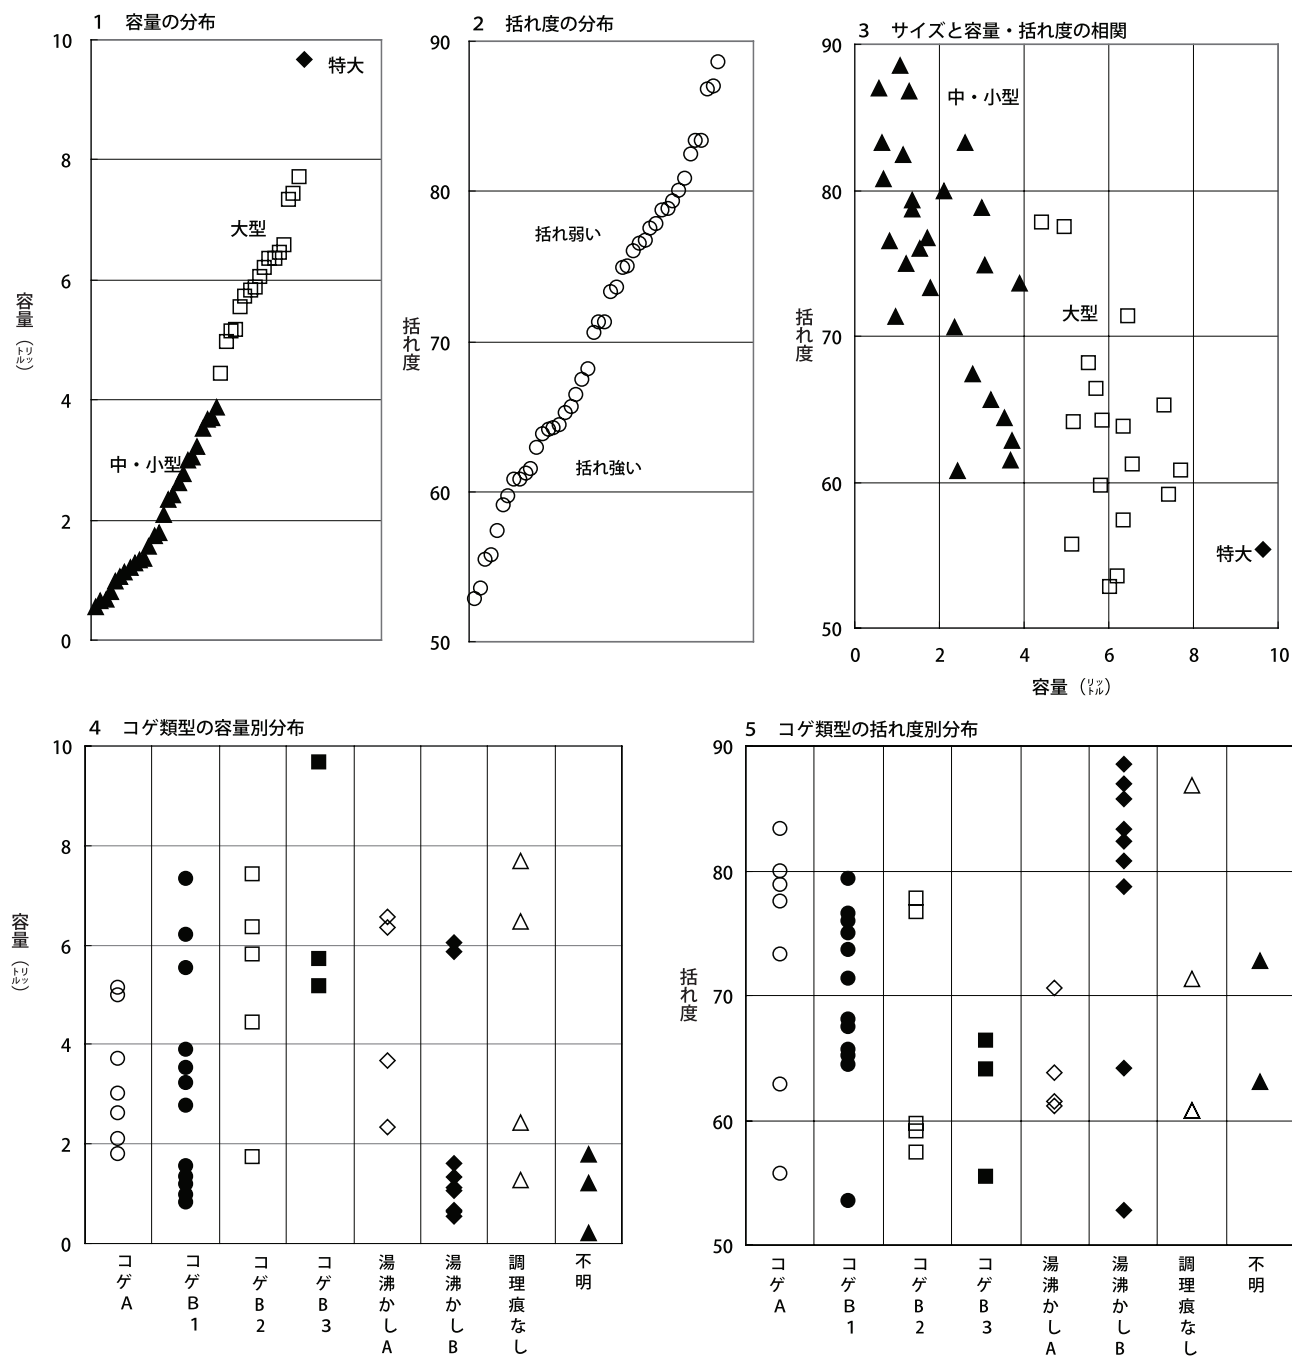 1 容量の分布
10
8
6
4
2
0
容量（リットル）
特大
大型
中・小型
2 括れ度の分布
90
80
70
60
50
括れ度
括れ弱い
括れ強い
3 サイズと容量・括れ度の相関
90
80
70
60
50
括れ度
中・小型
大型
特大
0 2 4 6 8 10
容量（リットル）
4 コゲ類型の容量別分布
10
8
6
4
2
0
容量（リットル）
コゲA
コゲB1
コゲB2
コゲB3
湯沸かしA
湯沸かしB
調理痕なし
不明
5 コゲ類型の括れ度別分布
90
80
70
60
50
括れ度
コゲA
コゲB1
コゲB2
コゲB3
湯沸かしA
湯沸かしB
調理痕なし
不明